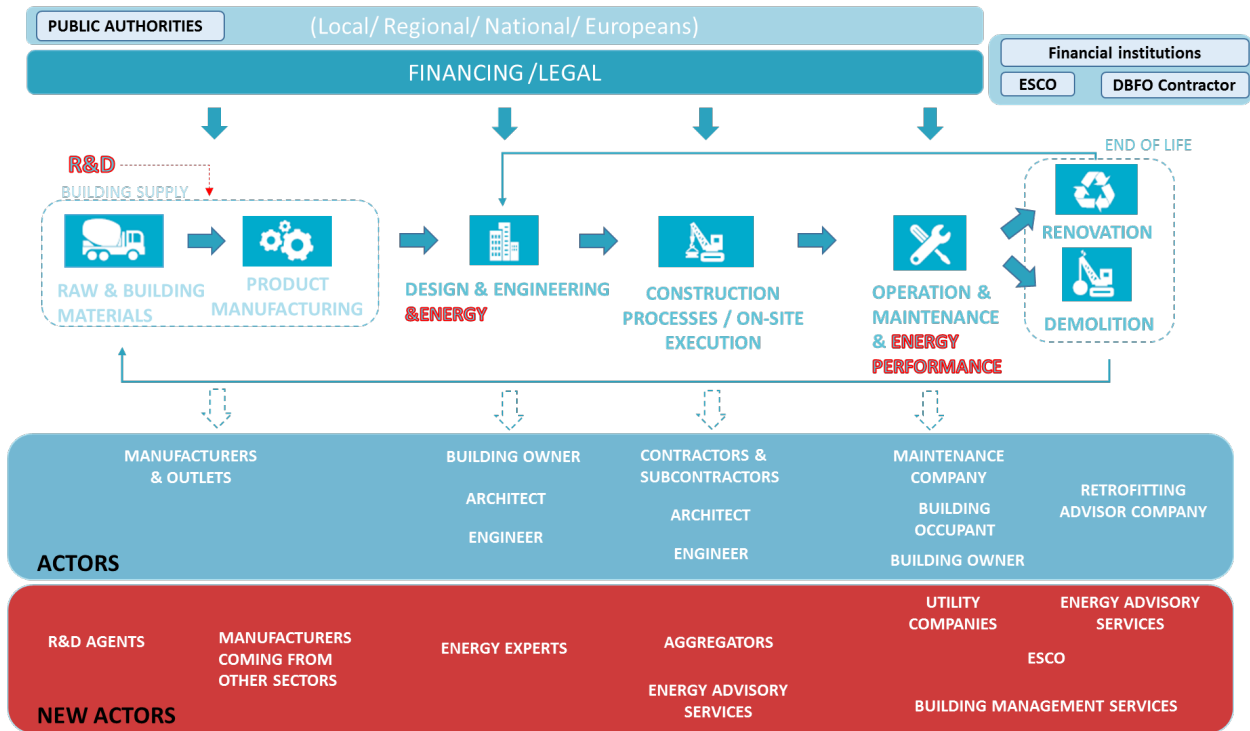 PUBLIC AUTHORITIES
(Local/ Regional/ National/ Europeans)
FINANCING /LEGAL
Financial institutions
ESCO
DBFO Contractor
R&D
BUILDING SUPPLY
END OF LIFE
RAW & BUILDING
MATERIALS
PRODUCT
MANUFACTURING
DESIGN & ENGINEERING
&ENERGY
CONSTRUCTION
PROCESSES / ON-SITE
EXECUTION
OPERATION &
MAINTENANCE
& ENERGY
PERFORMANCE
RENOVATION
DEMOLITION
MANUFACTURERS
& OUTLETS
BUILDING OWNER
ARCHITECT
ENGINEER
CONTRACTORS &
SUBCONTRACTORS
ARCHITECT
ENGINEER
MAINTENANCE
COMPANY
BUILDING
OCCUPANT
BUILDING OWNER
RETROFITTING
ADVISOR COMPANY
ACTORS
R&D AGENTS
MANUFACTURERS
COMING FROM
OTHER SECTORS
ENERGY EXPERTS
AGGREGATORS
ENERGY ADVISORY
SERVICES
UTILITY
COMPANIES
ENERGY ADVISORY
SERVICES
ESCO
BUILDING MANAGEMENT SERVICES
NEW ACTORS